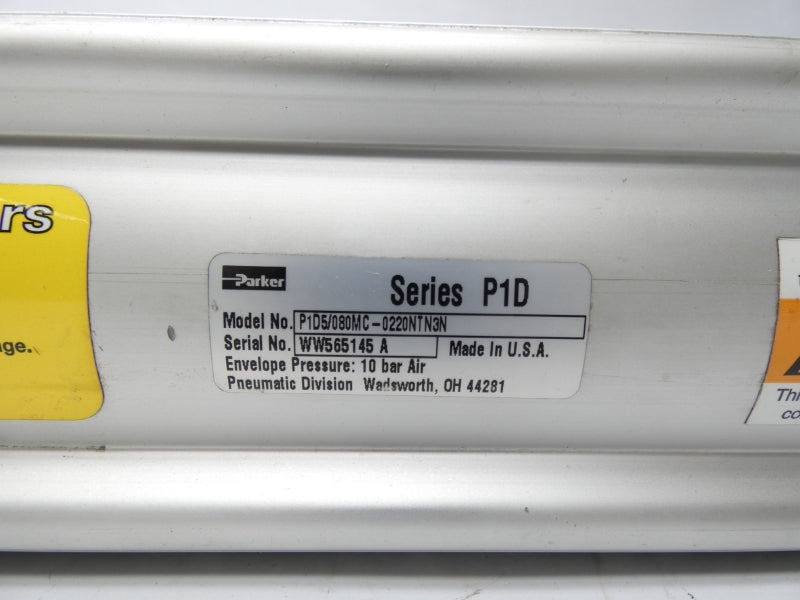 rs
ge.
Parker
Series P1D
Model No. P1D5/080MC-0220NTN3N
Serial No. WW565145 A Made In U.S.A.
Envelope Pressure: 10 bar Air
Pneumatic Division Wadsworth, OH 44281
Thi
co